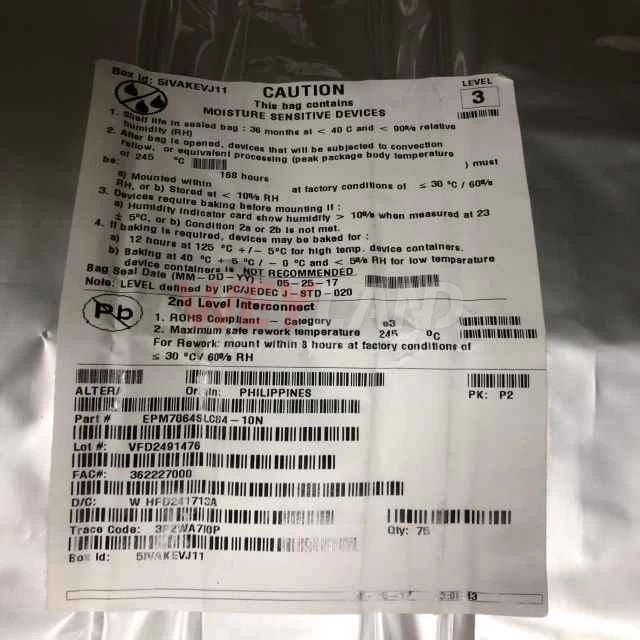 Box Id: 5IVAKEVJ11
CAUTION
LEVEL
3
This bag contains
MOISTURE SENSITIVE DEVICES
1. Shelf life in sealed bag : 36 months at < 40 C and < 90% relative
humidity (RH)
2. After bag is opened, devices that will be subjected to convection
reflow, or equivalent processing (peak package body temperature
of 245 °C ) must
be:
a) Mounted within 168 hours at factory conditions of ≤ 30 °C / 60%
RH, or b) Stored at < 10% RH
3. Devices require baking before mounting if :
a) Humidity indicator card show humidity > 10% when measured at 23
± 5°C, or b) Condition 2a or 2b is not met.
4. If baking is required, devices may be baked for :
a) 12 hours at 125 °C +/- 5°C for high temp. device containers.
b) Baking at 40 °C + 5 °C / -0 °C and < 5% RH for low temperature
device containers is NOT RECOMMENDED
Bag Seal Date (MM-DD-YY): 05-25-17
Note: LEVEL defined by IPC/JEDEC J-STD-020
Pb
2nd Level Interconnect
1. ROHS Compliant - Category e3
2. Maximum safe rework temperature 245 °C
For Rework: mount within 8 hours at factory conditions of
≤ 30 °C / 60% RH
ALTERA Origin: PHILIPPINES PK: P2
Part # EPM7064SLC84-10N
Lot #: VFD2491476
FAC#: 362227000
D/C: W HFD241713A
Trace Code: 3PZWA7I0P Qty: 75
Box Id: 5IVAKEVJ11